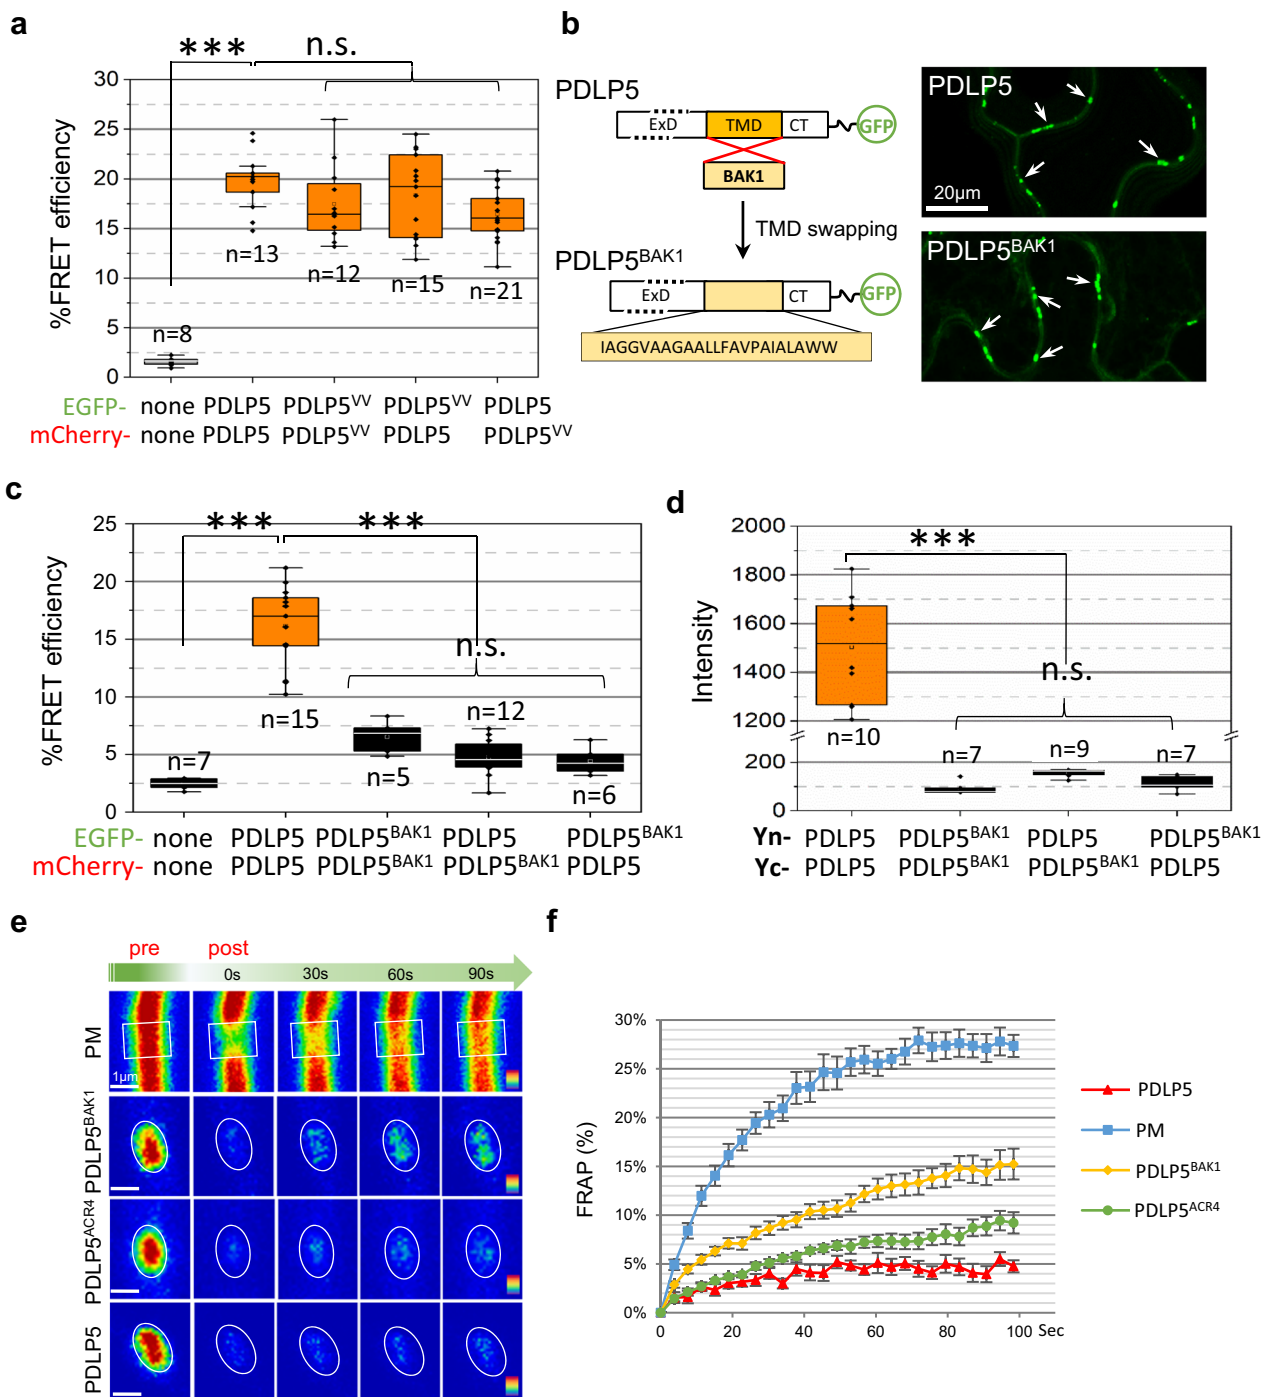 a
*** n.s.
30
25
20
15
10
5
0
%FRET efficiency
n=8
n=13
n=12
n=15
n=21
EGFP- none PDLP5 PDLP5VV PDLP5VV PDLP5
mCherry- none PDLP5 PDLP5VV PDLP5 PDLP5VV
b
PDLP5
ExD TMD CT GFP
BAK1
TMD swapping
PDLP5BAK1
ExD CT GFP
IAGGVAAGAALLFAVPAIALAWW
PDLP5
20µm
PDLP5BAK1
c
*** ***
n.s.
25
20
15
10
5
0
%FRET efficiency
n=7
n=15
n=5
n=12
n=6
EGFP- none PDLP5 PDLP5BAK1 PDLP5 PDLP5BAK1
mCherry- none PDLP5 PDLP5BAK1 PDLP5BAK1 PDLP5
d
***
n.s.
2000
1800
1600
1400
1200
200
0
Intensity
n=10
n=7
n=9
n=7
Yn- PDLP5 PDLP5BAK1 PDLP5 PDLP5BAK1
Yc- PDLP5 PDLP5BAK1 PDLP5BAK1 PDLP5
e
pre post
0s 30s 60s 90s
PM
1µm
PDLP5BAK1
PDLP5ACR4
PDLP5
f
30%
25%
20%
15%
10%
5%
0%
FRAP (%)
0 20 40 60 80 100 Sec
PDLP5
PM
PDLP5BAK1
PDLP5ACR4